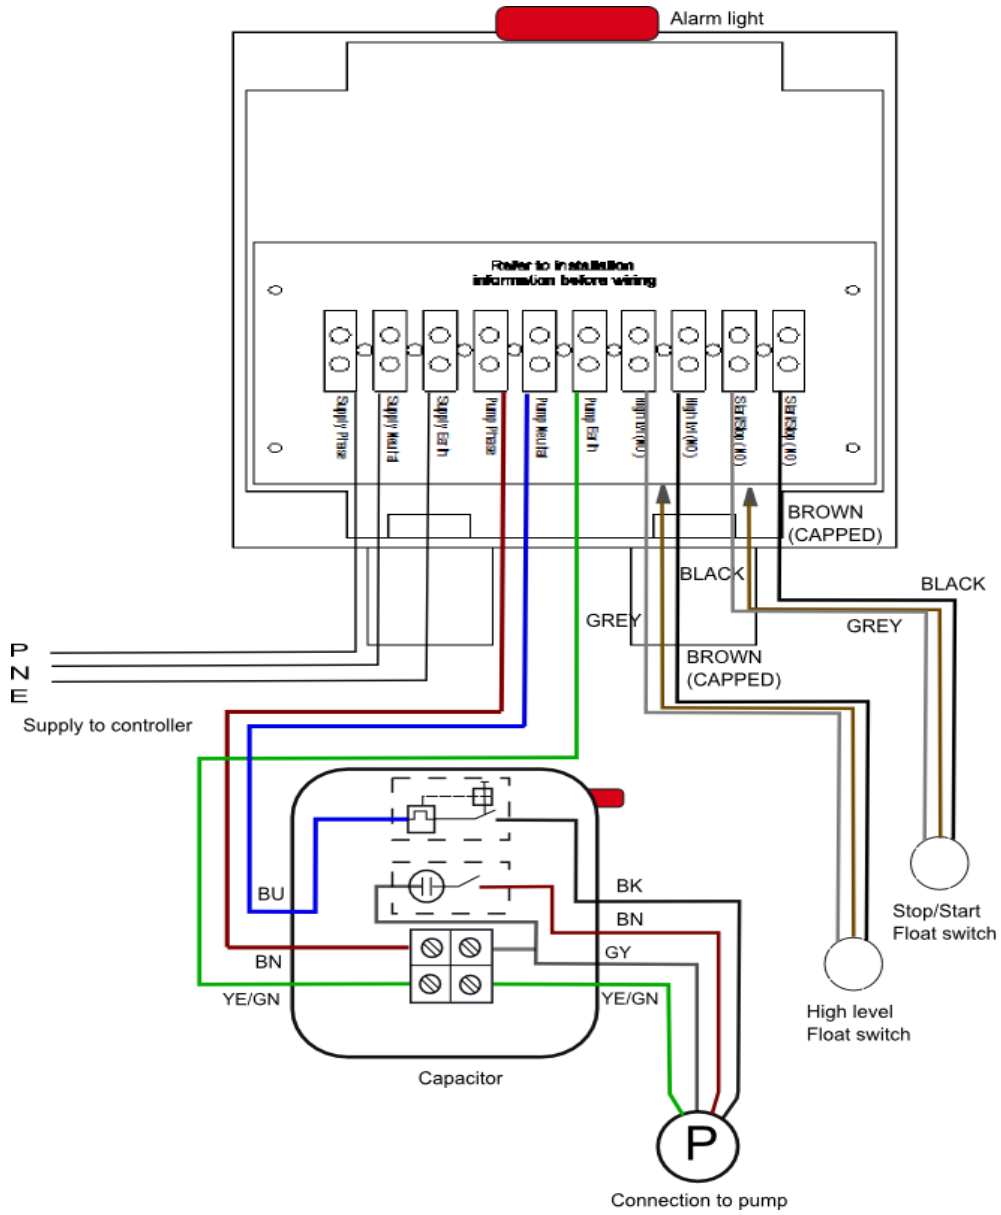 Alarm light
Refer to installation
information before wiring
Supply Phase
Supply Neutral
Supply Earth
Pump Phase
Pump Neutral
Pump Earth
High lvl (NO)
High lvl (NO)
Start/Stop (NO)
Start/Stop (NO)
BROWN
(CAPPED)
BLACK
BLACK
GREY
GREY
P
N
E
BROWN
(CAPPED)
Supply to controller
BU
BK
BN
Stop/Start
Float switch
BN
GY
YE/GN
YE/GN
High level
Float switch
Capacitor
P
Connection to pump